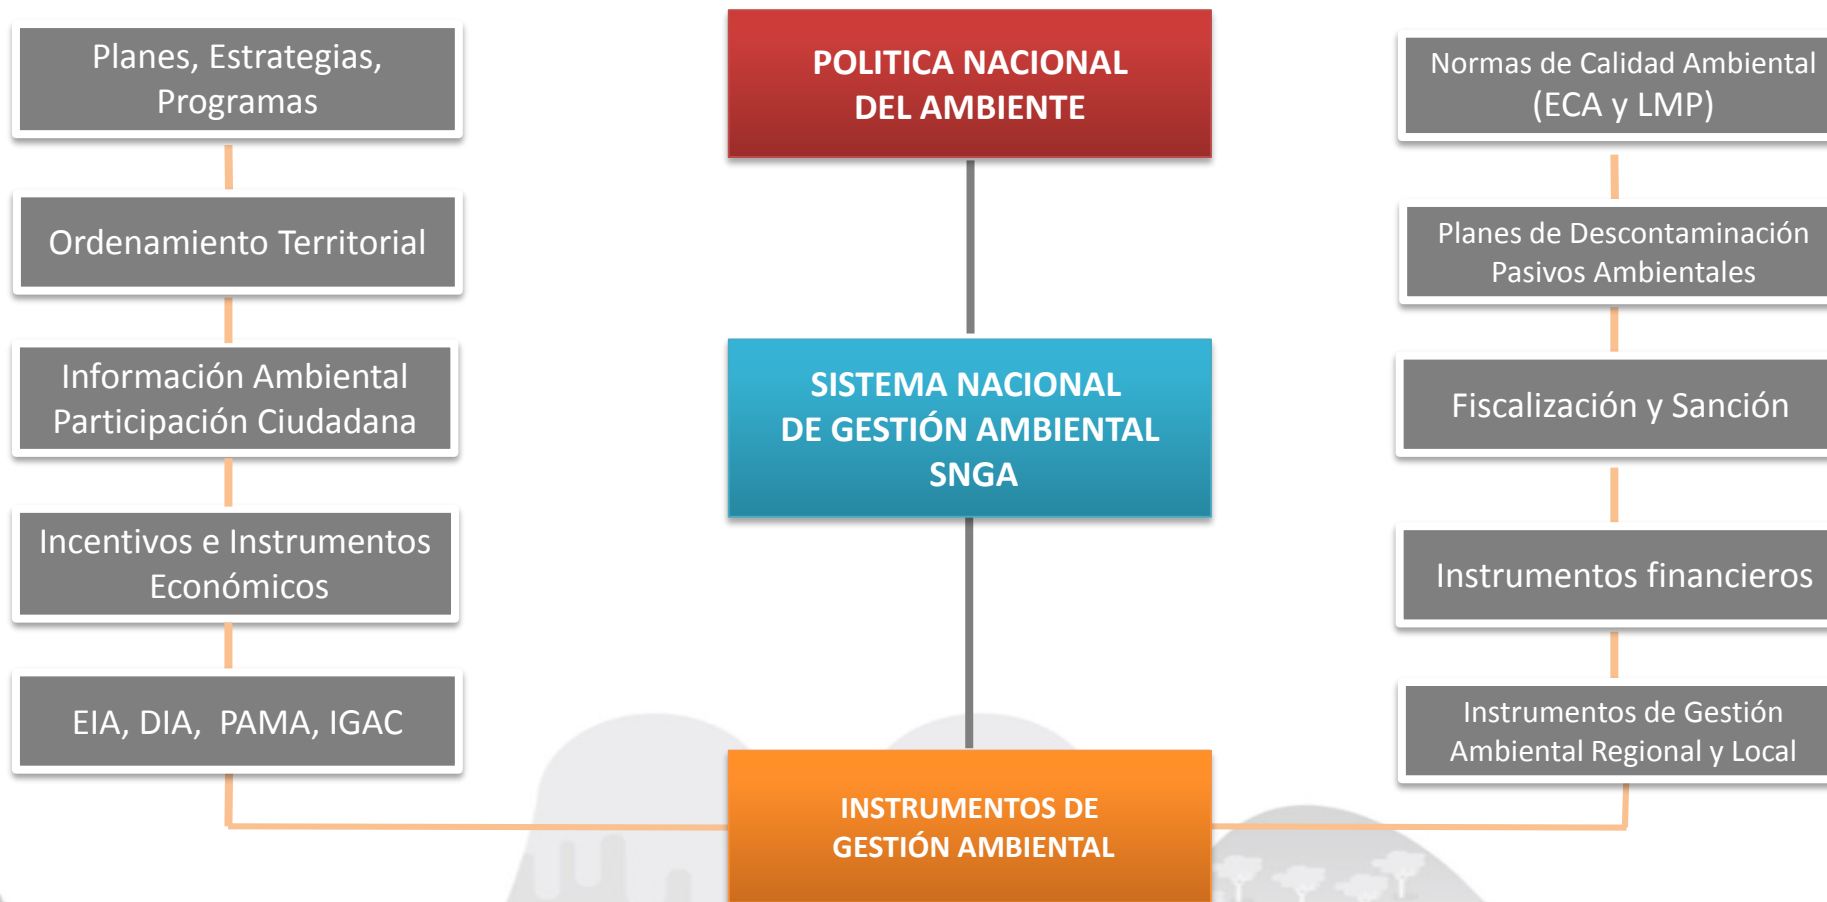 Planes, Estrategias,
Programas
Ordenamiento Territorial
Información Ambiental
Participación Ciudadana
Incentivos e Instrumentos
Económicos
EIA, DIA, PAMA, IGAC
POLITICA NACIONAL
DEL AMBIENTE
SISTEMA NACIONAL
DE GESTIÓN AMBIENTAL
SNGA
INSTRUMENTOS DE
GESTIÓN AMBIENTAL
Normas de Calidad Ambiental
(ECA y LMP)
Planes de Descontaminación
Pasivos Ambientales
Fiscalización y Sanción
Instrumentos financieros
Instrumentos de Gestión
Ambiental Regional y Local